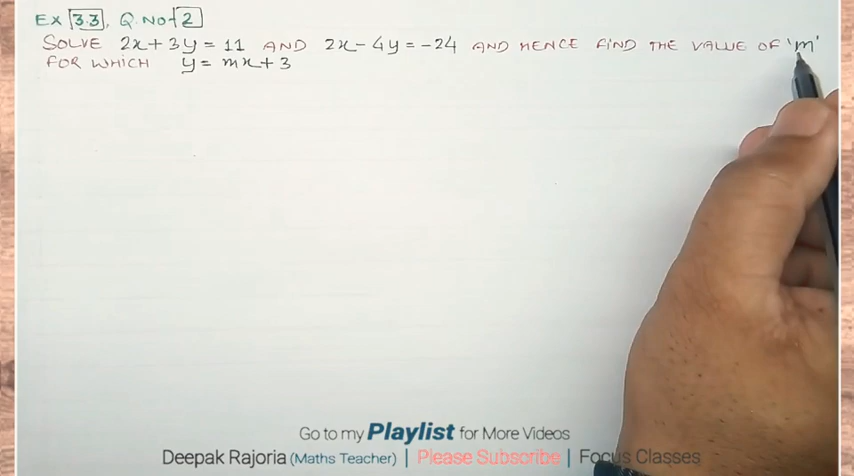 EX 3.3, Q. NO 2
SOLVE 2x + 3y = 11 AND 2x - 4y = -24 AND HENCE FIND THE VALUE OF 'm'
FOR WHICH y = mx + 3
Go to my Playlist for More Videos
Deepak Rajoria (Maths Teacher) | Please Subscribe | Focus Classes